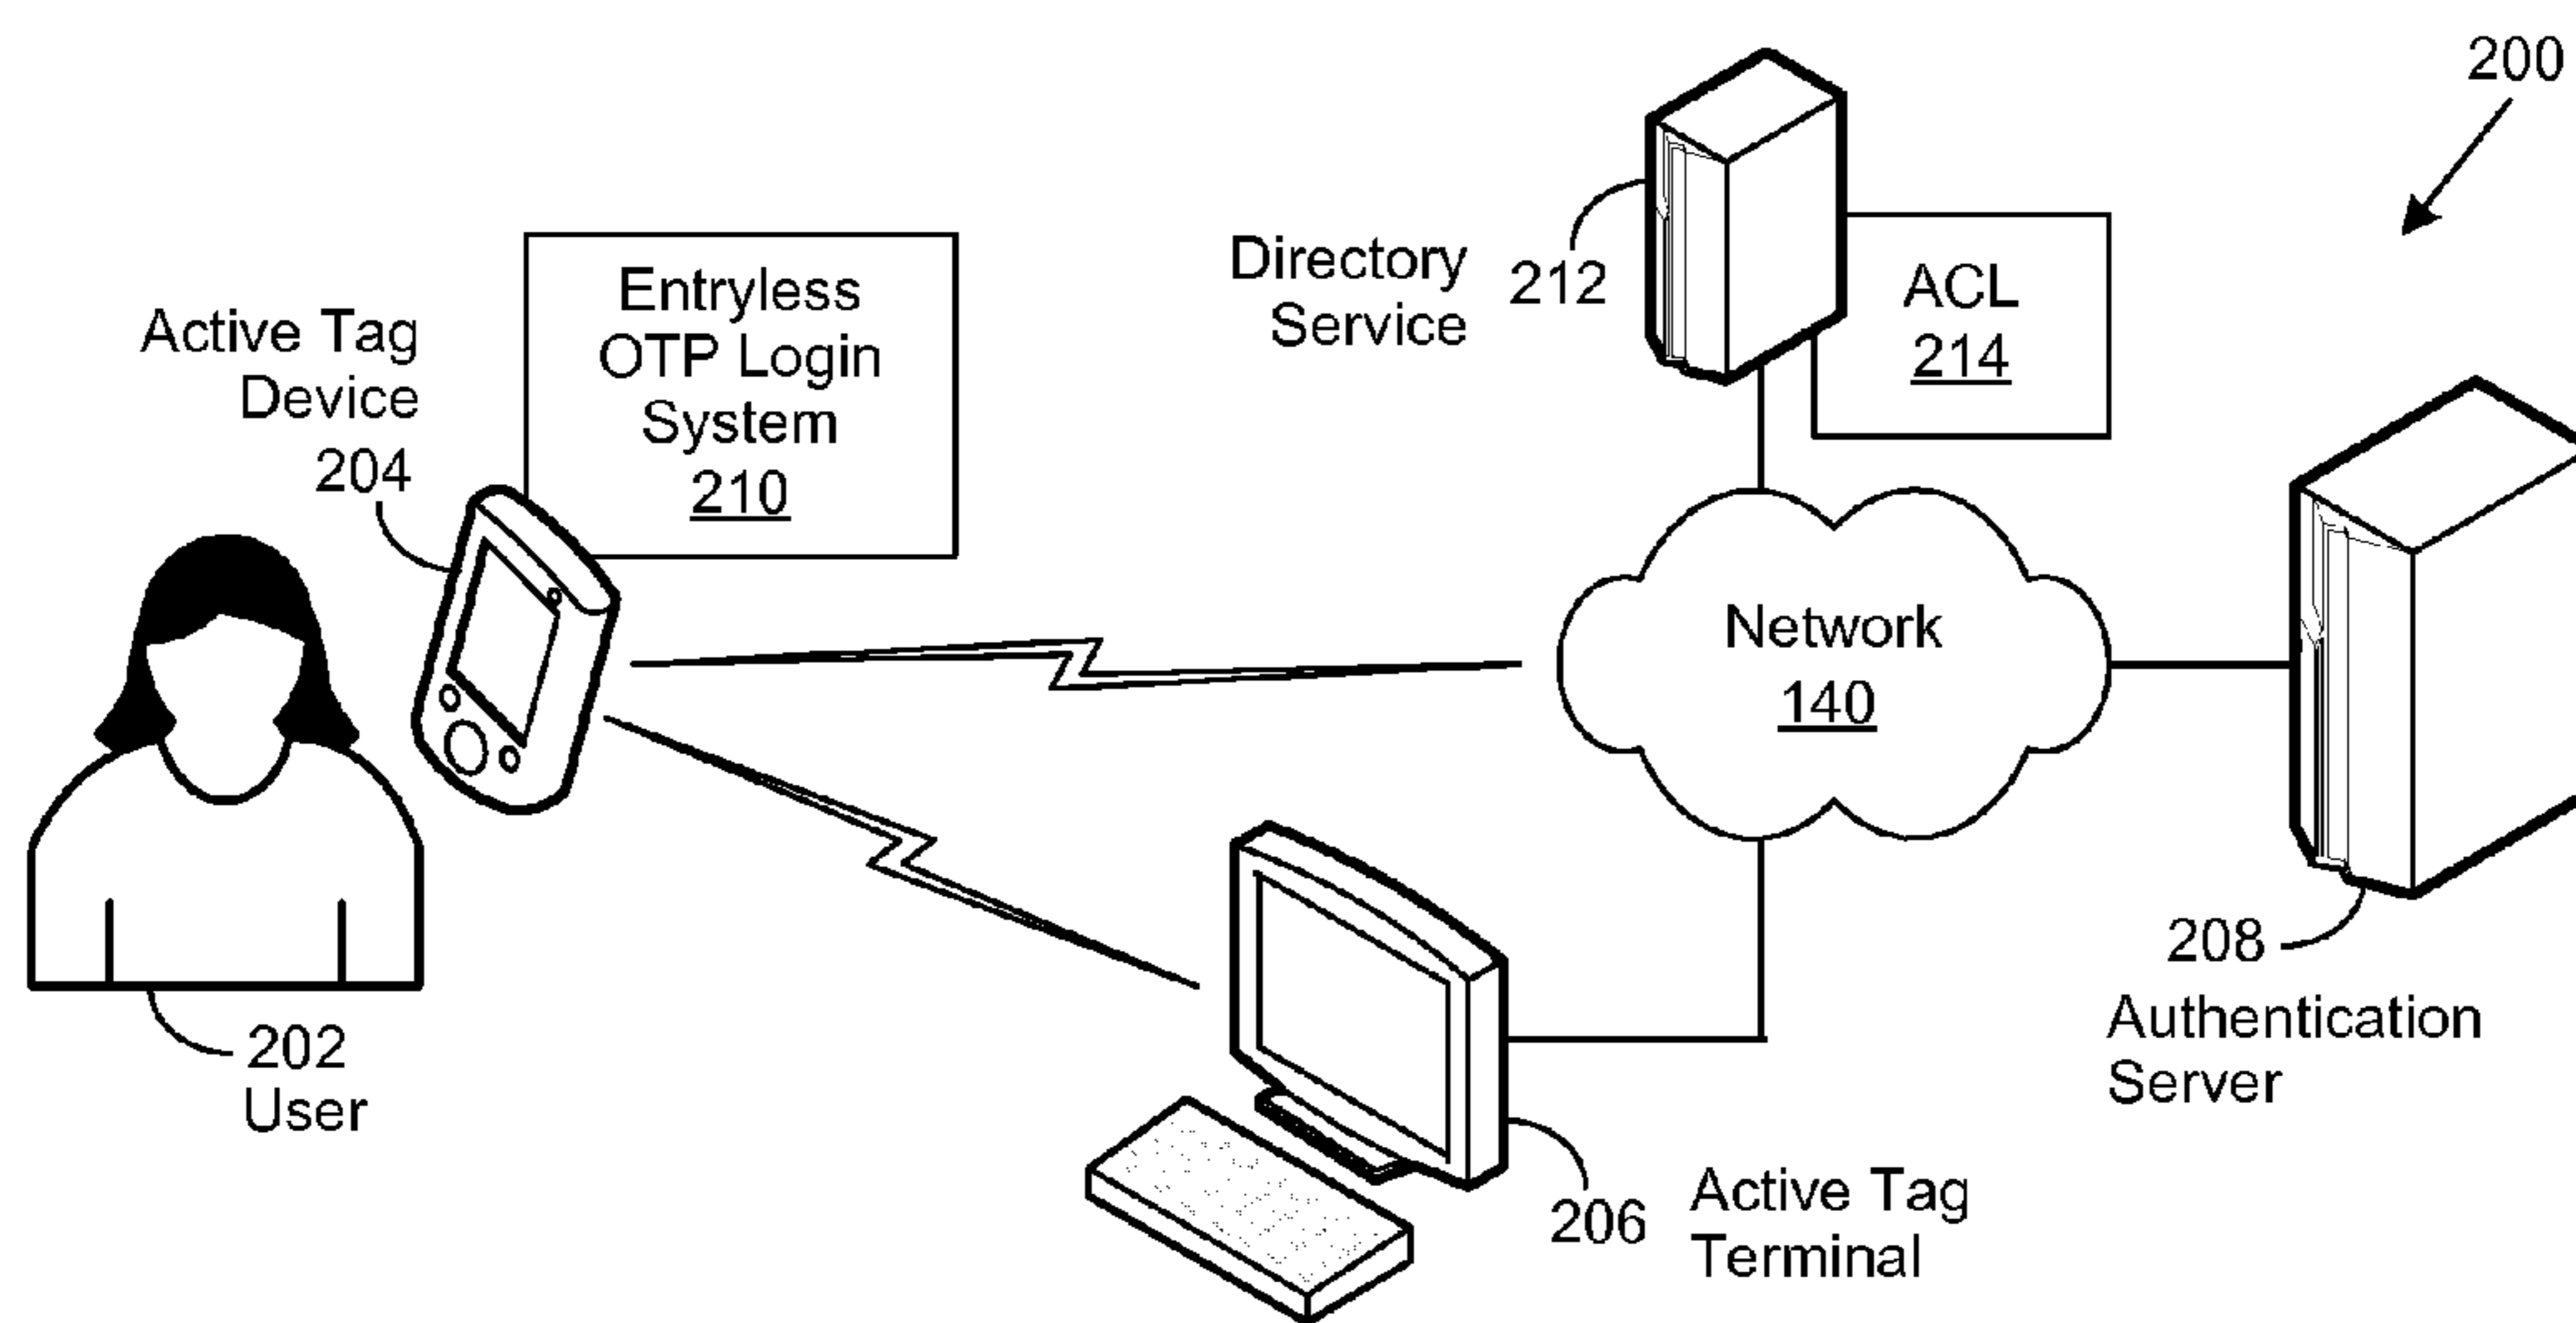 200
Directory
Service
212
ACL
214
Entryless
OTP Login
System
210
Active Tag
Device
204
Network
140
208
Authentication
Server
202
User
206
Active Tag
Terminal